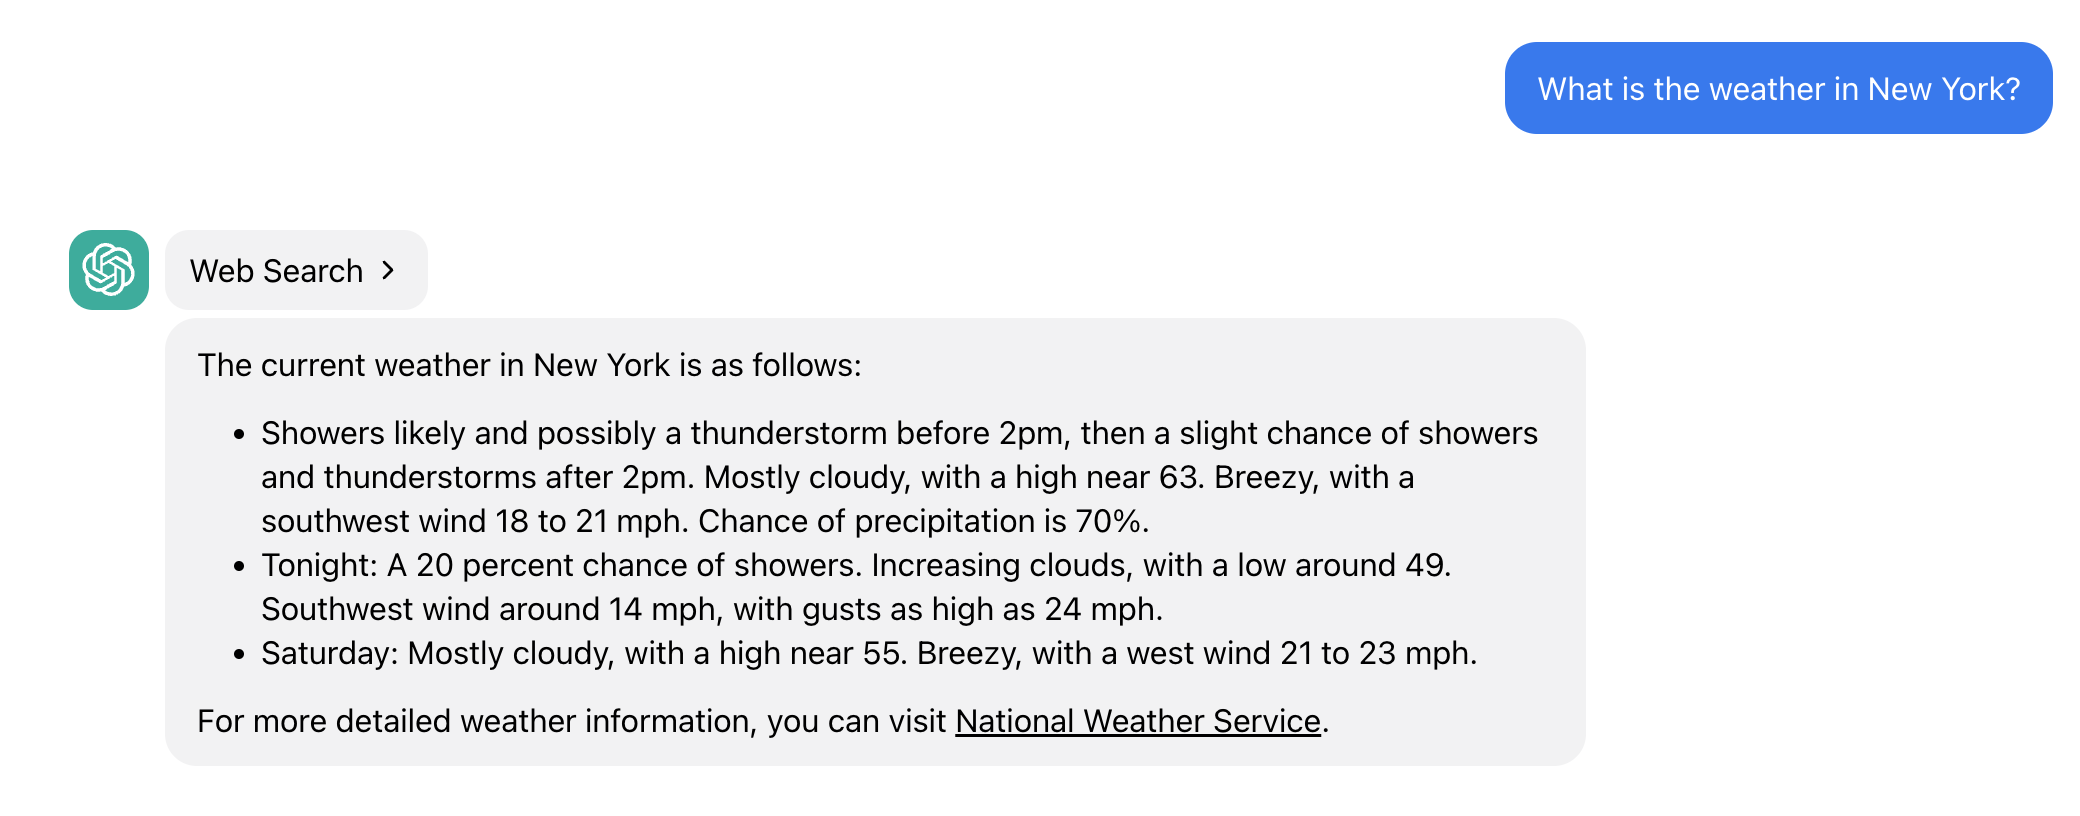 What is the weather in New York?
Web Search
The current weather in New York is as follows:
• Showers likely and possibly a thunderstorm before 2pm, then a slight chance of showers
and thunderstorms after 2pm. Mostly cloudy, with a high near 63. Breezy, with a
southwest wind 18 to 21 mph. Chance of precipitation is 70%.
• Tonight: A 20 percent chance of showers. Increasing clouds, with a low around 49.
Southwest wind around 14 mph, with gusts as high as 24 mph.
• Saturday: Mostly cloudy, with a high near 55. Breezy, with a west wind 21 to 23 mph.
For more detailed weather information, you can visit National Weather Service.